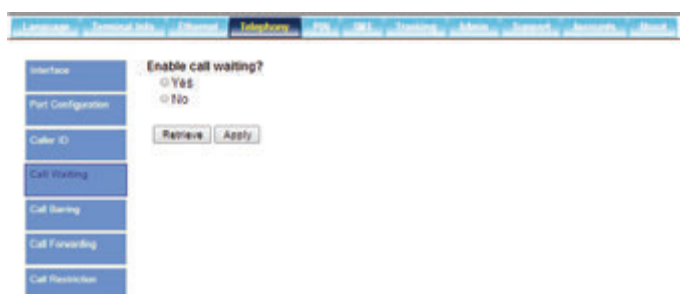 Language Terminal Info Ethernet Telephony PIN Tracking Admin Support Accounts About
Interface
Port Configuration
Caller ID
Call Waiting
Call Barring
Call Forwarding
Call Restriction
Enable call waiting?
Yes
No
Retrieve Apply